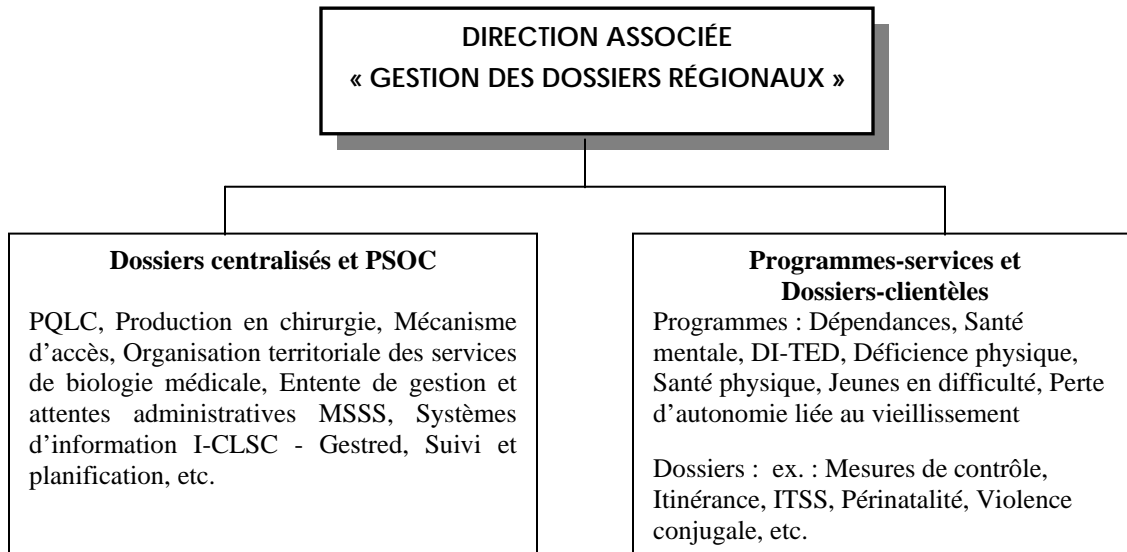 DIRECTION ASSOCIÉE
« GESTION DES DOSSIERS RÉGIONAUX »
Dossiers centralisés et PSOC
PQLC, Production en chirurgie, Mécanisme
d’accès, Organisation territoriale des services
de biologie médicale, Entente de gestion et
attentes administratives MSSS, Systèmes
d’information I-CLSC - Gestred, Suivi et
planification, etc.
Programmes-services et
Dossiers-clientèles
Programmes : Dépendances, Santé
mentale, DI-TED, Déficience physique,
Santé physique, Jeunes en difficulté, Perte
d’autonomie liée au vieillissement
Dossiers : ex. : Mesures de contrôle,
Itinérance, ITSS, Périnatalité, Violence
conjugale, etc.